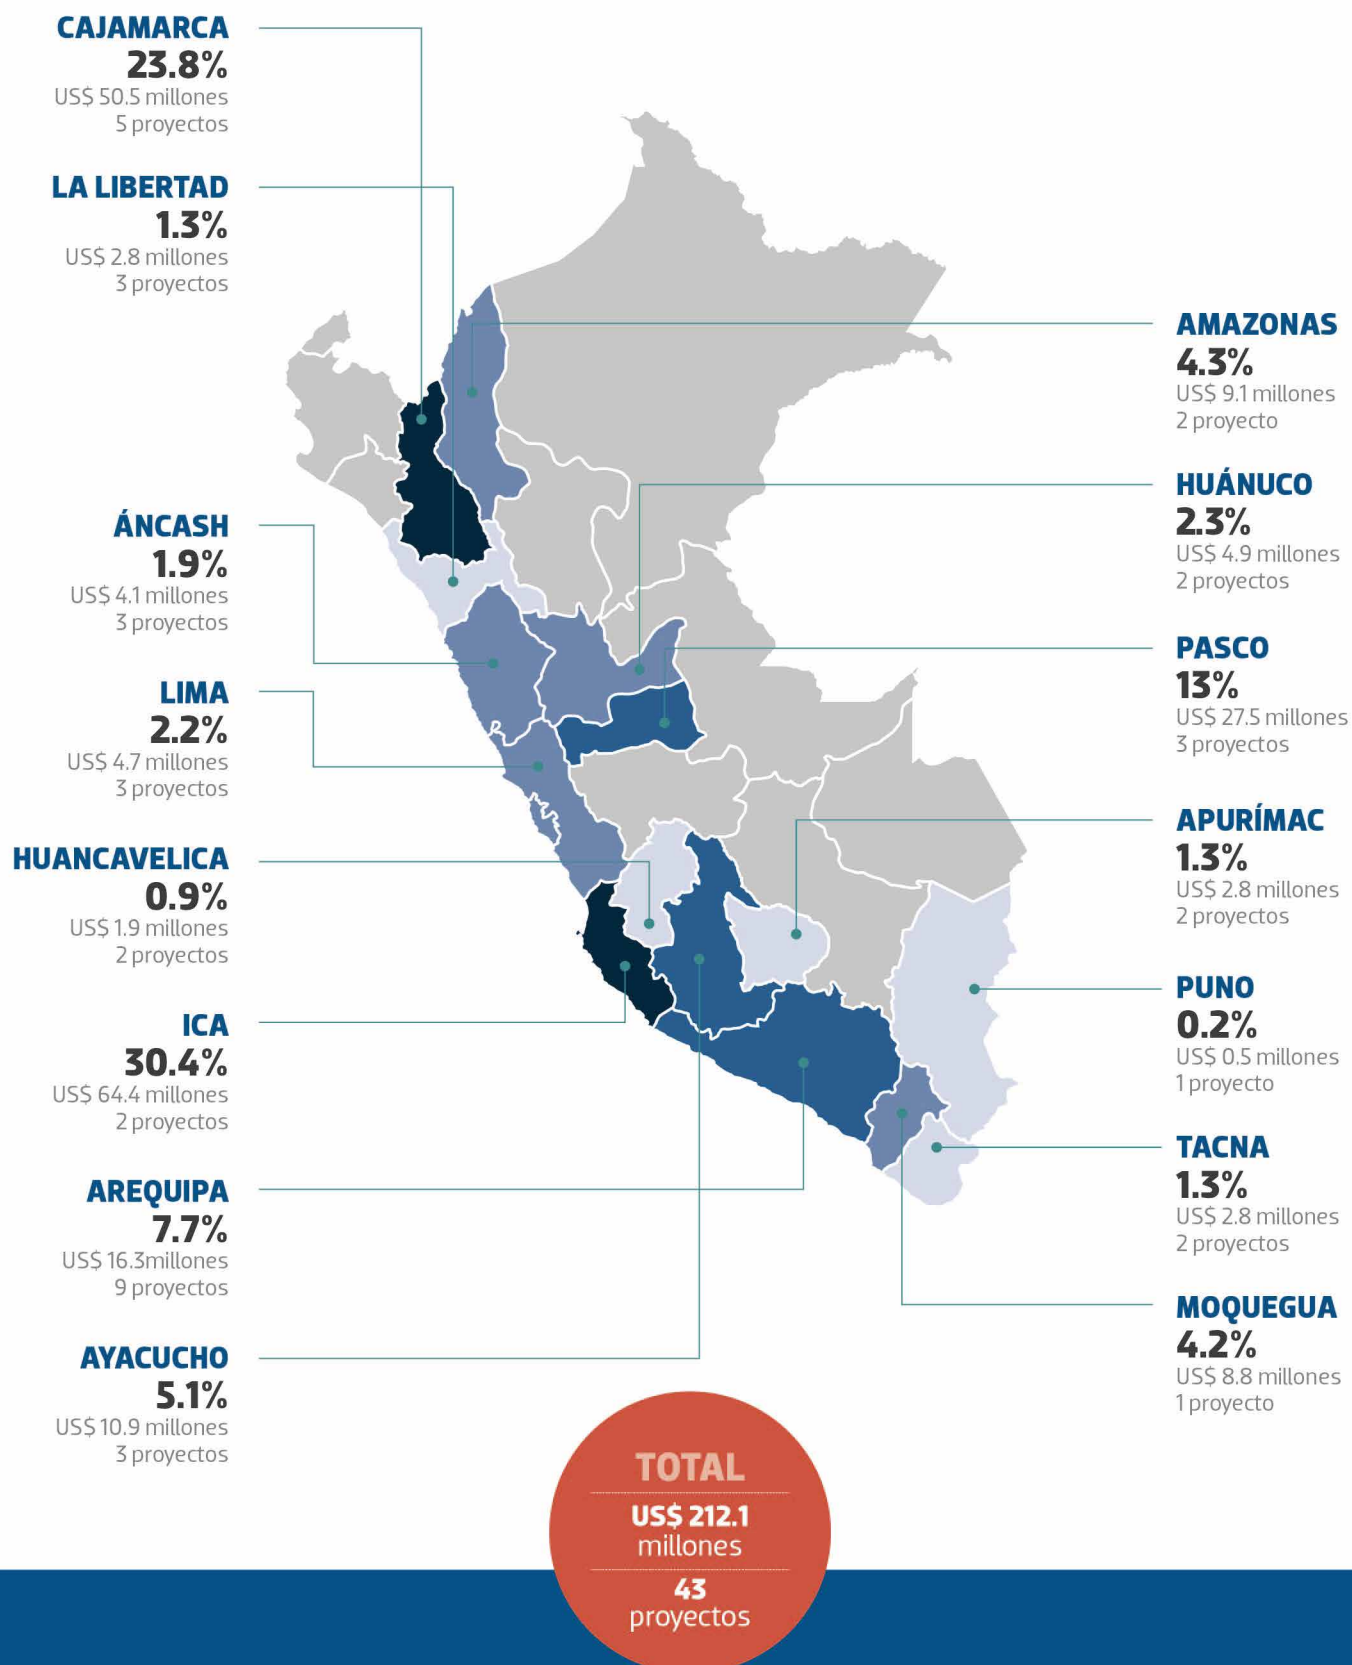 CAJAMARCA
23.8%
US$ 50.5 millones
5 proyectos
LA LIBERTAD
1.3%
US$ 2.8 millones
3 proyectos
ÁNCASH
1.9%
US$ 4.1 millones
3 proyectos
LIMA
2.2%
US$ 4.7 millones
3 proyectos
HUANCAVELICA
0.9%
US$ 1.9 millones
2 proyectos
ICA
30.4%
US$ 64.4 millones
2 proyectos
AREQUIPA
7.7%
US$ 16.3millones
9 proyectos
AYACUCHO
5.1%
US$ 10.9 millones
3 proyectos
AMAZONAS
4.3%
US$ 9.1 millones
2 proyecto
HUÁNUCO
2.3%
US$ 4.9 millones
2 proyectos
PASCO
13%
US$ 27.5 millones
3 proyectos
APURÍMAC
1.3%
US$ 2.8 millones
2 proyectos
PUNO
0.2%
US$ 0.5 millones
1 proyecto
TACNA
1.3%
US$ 2.8 millones
2 proyectos
MOQUEGUA
4.2%
US$ 8.8 millones
1 proyecto
TOTAL
US$ 212.1
millones
43
proyectos